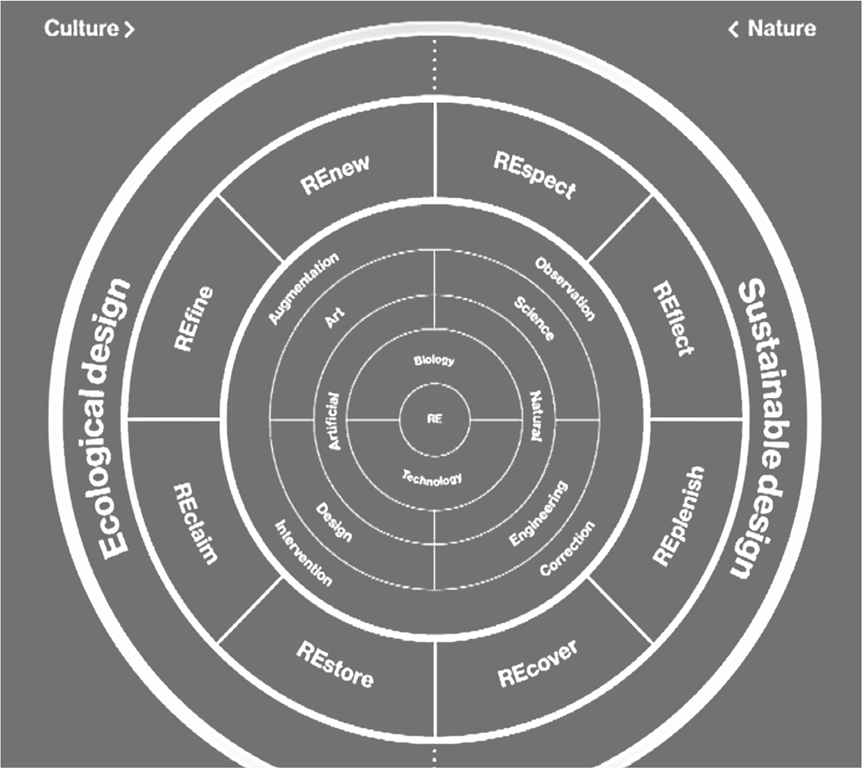 Culture >
< Nature
REnew
REspect
REfine
REflect
Augmentation
Observation
Art
Science
Biology
Ecological design
Sustainable design
Artificial
RE
Natural
Technology
Design
Engineering
Intervention
Correction
REclaim
REplenish
REstore
REcover